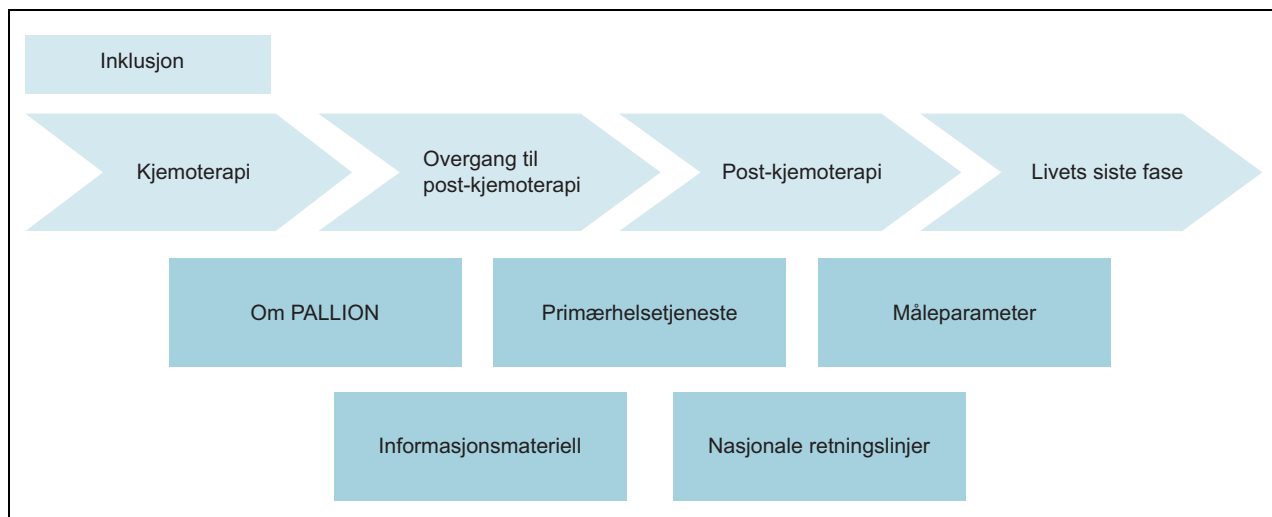 Inklusjon
Kjemoterapi
Overgang til
post-kjemoterapi
Post-kjemoterapi
Livets siste fase
Om PALLION
Primærhelsetjeneste
Måleparameter
Informasjonsmateriell
Nasjonale retningslinjer